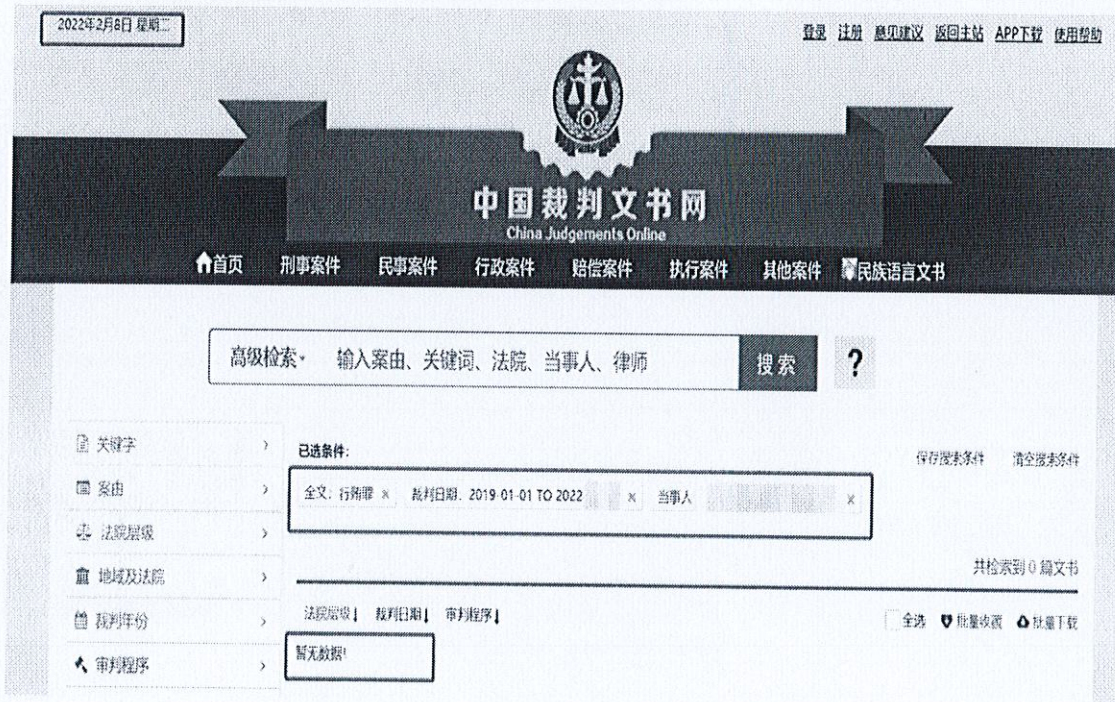 2022年2月8日 星期二
登录 注册 意见建议 返回主站 APP下载 使用帮助
中国裁判文书网
China Judgements Online
首页 刑事案件 民事案件 行政案件 赔偿案件 执行案件 其他案件 民族语言文书
高级检索 输入案由、关键词、法院、当事人、律师 搜索 ?
关键字
案由
法院层级
地域及法院
裁判年份
审判程序
已选条件:
保存搜索条件 清空搜索条件
全文: 行贿罪 × 裁判日期: 2019-01-01 TO 2022 × 当事人 ×
共检索到 0 篇文书
法院层级↓ 裁判日期↓ 审判程序↓
全选 批量收藏 批量下载
暂无数据!